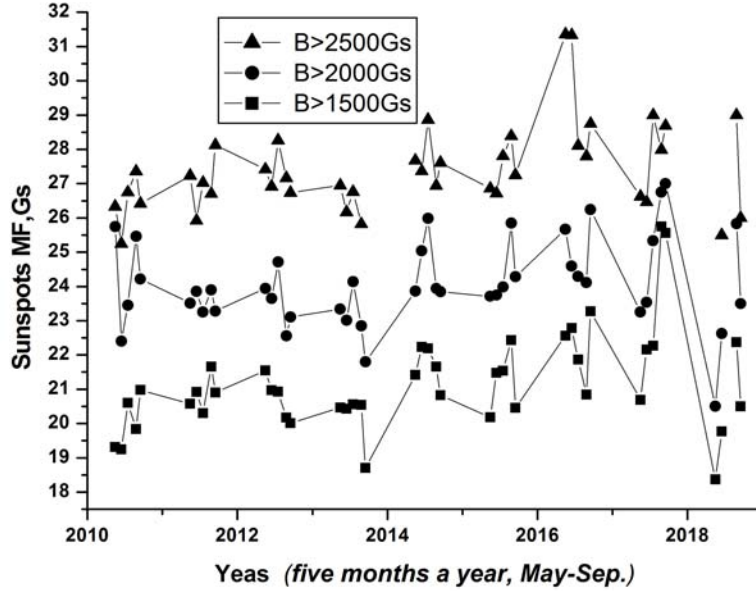 32
31
30
29
28
27
26
25
24
23
22
21
20
19
18
Sunspots MF,Gs
B>2500Gs
B>2000Gs
B>1500Gs
2010 2012 2014 2016 2018
Yeas (five months a year, May-Sep.)